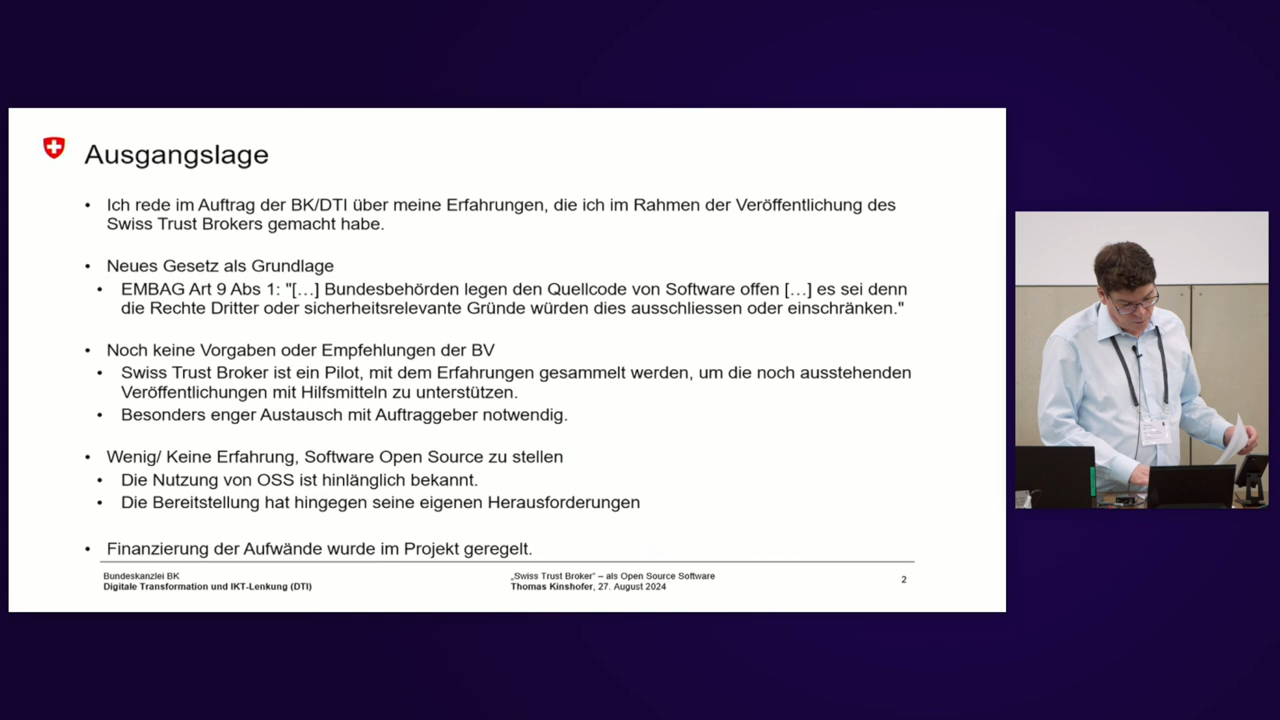 Ausgangslage
• Ich rede im Auftrag der BK/DTI über meine Erfahrungen, die ich im Rahmen der Veröffentlichung des
Swiss Trust Brokers gemacht habe.
• Neues Gesetz als Grundlage
• EMBAG Art 9 Abs 1: "[…] Bundesbehörden legen den Quellcode von Software offen […] es sei denn
die Rechte Dritter oder sicherheitsrelevante Gründe würden dies ausschliessen oder einschränken."
• Noch keine Vorgaben oder Empfehlungen der BV
• Swiss Trust Broker ist ein Pilot, mit dem Erfahrungen gesammelt werden, um die noch ausstehenden
Veröffentlichungen mit Hilfsmitteln zu unterstützen.
• Besonders enger Austausch mit Auftraggeber notwendig.
• Wenig/ Keine Erfahrung, Software Open Source zu stellen
• Die Nutzung von OSS ist hinlänglich bekannt.
• Die Bereitstellung hat hingegen seine eigenen Herausforderungen
• Finanzierung der Aufwände wurde im Projekt geregelt.
Bundeskanzlei BK
Digitale Transformation und IKT-Lenkung (DTI)
„Swiss Trust Broker" – als Open Source Software
Thomas Kinshofer, 27. August 2024
2